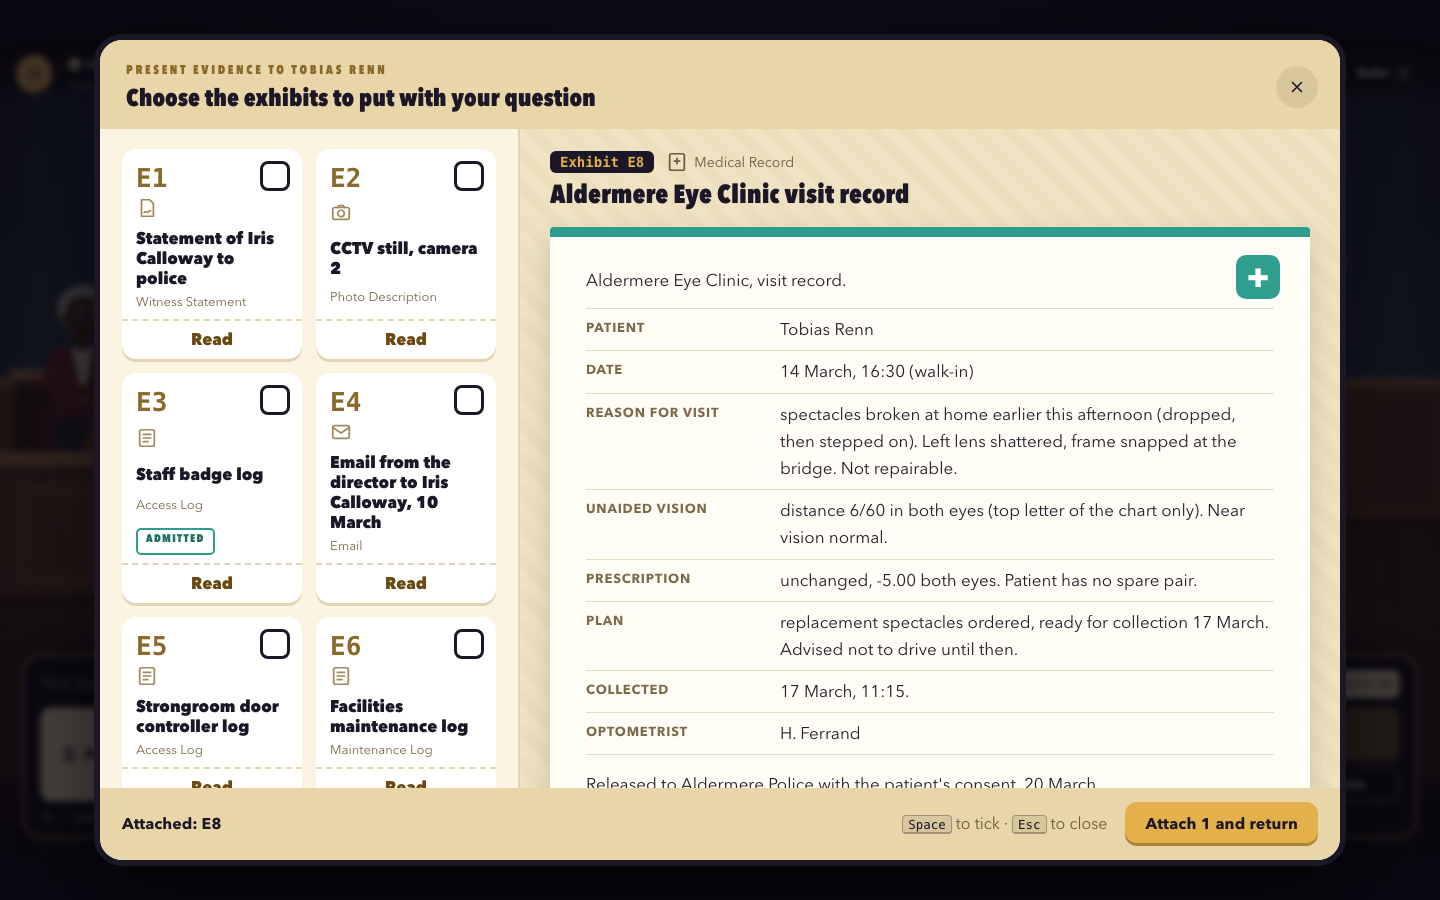 PRESENT EVIDENCE TO TOBIAS RENN
Choose the exhibits to put with your question
E1
Statement of Iris
Calloway to
police
Witness Statement
Read
E2
CCTV still, camera
2
Photo Description
Read
E3
Staff badge log
Access Log
ADMITTED
Read
E4
Email from the
director to Iris
Calloway, 10
March
Email
Read
E5
Strongroom door
controller log
Access Log
Read
E6
Facilities
maintenance log
Maintenance Log
Read
Exhibit E8
Medical Record
Aldermere Eye Clinic visit record
Aldermere Eye Clinic, visit record.
PATIENT Tobias Renn
DATE 14 March, 16:30 (walk-in)
REASON FOR VISIT spectacles broken at home earlier this afternoon (dropped,
then stepped on). Left lens shattered, frame snapped at the
bridge. Not repairable.
UNAIDED VISION distance 6/60 in both eyes (top letter of the chart only). Near
vision normal.
PRESCRIPTION unchanged, -5.00 both eyes. Patient has no spare pair.
PLAN replacement spectacles ordered, ready for collection 17 March.
Advised not to drive until then.
COLLECTED 17 March, 11:15.
OPTOMETRIST H. Ferrand
Released to Aldermere Police with the patient's consent, 20 March
Attached: E8
Space to tick · Esc to close
Attach 1 and return